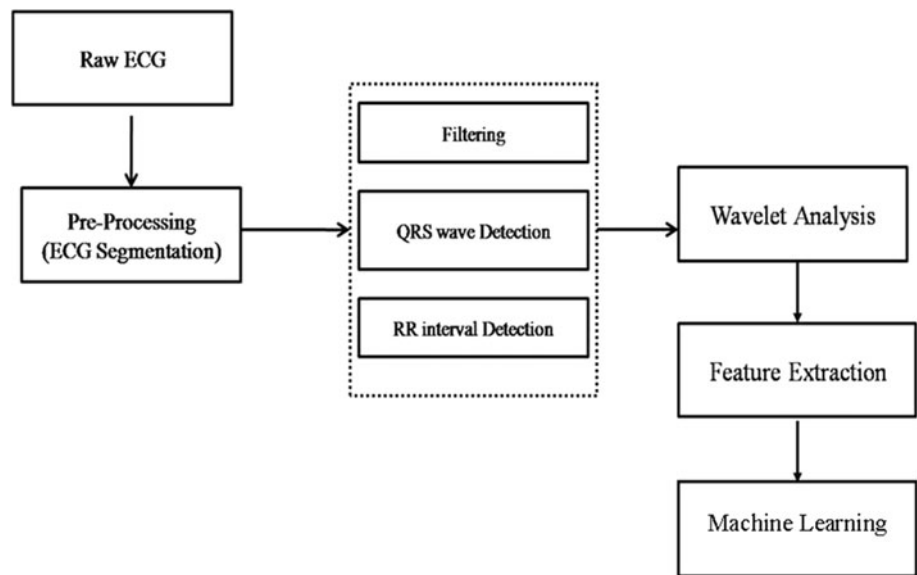 Raw ECG
Pre-Processing
(ECG Segmentation)
Filtering
QRS wave Detection
RR interval Detection
Wavelet Analysis
Feature Extraction
Machine Learning